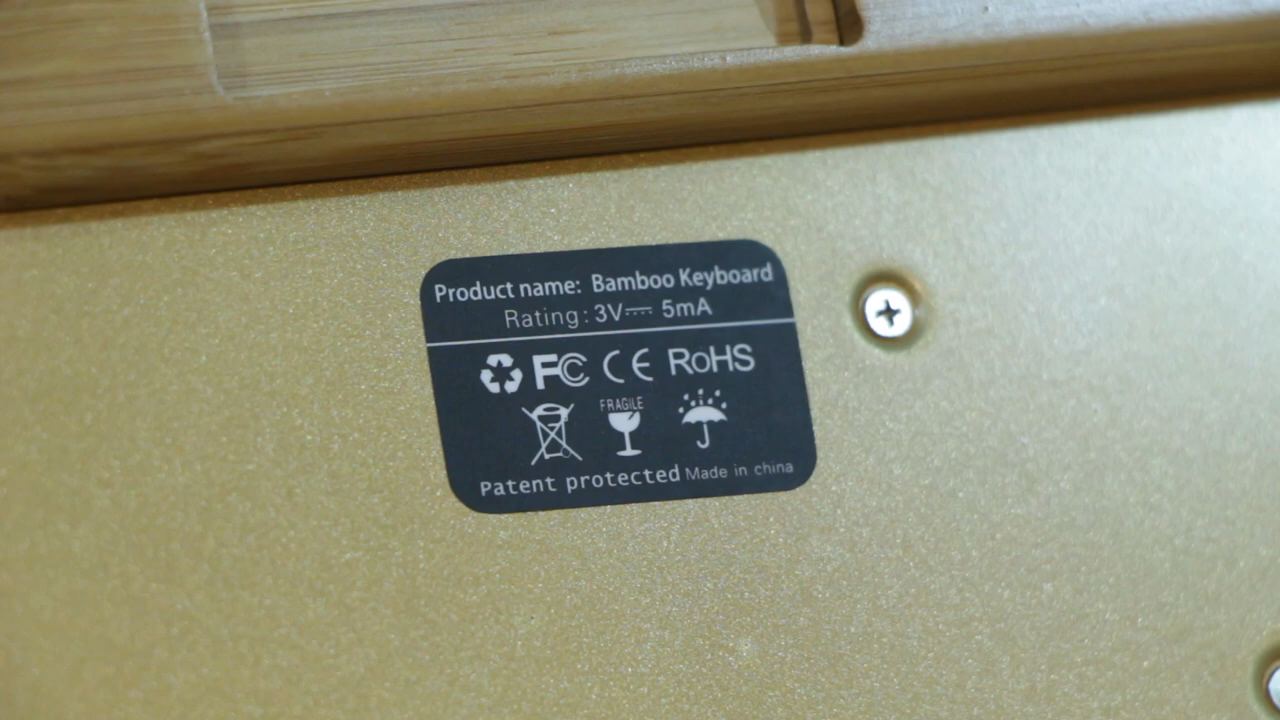 Product name: Bamboo Keyboard
Rating: 3V⎓ 5mA
FC CE RoHS
FRAGILE
Patent protected Made in china